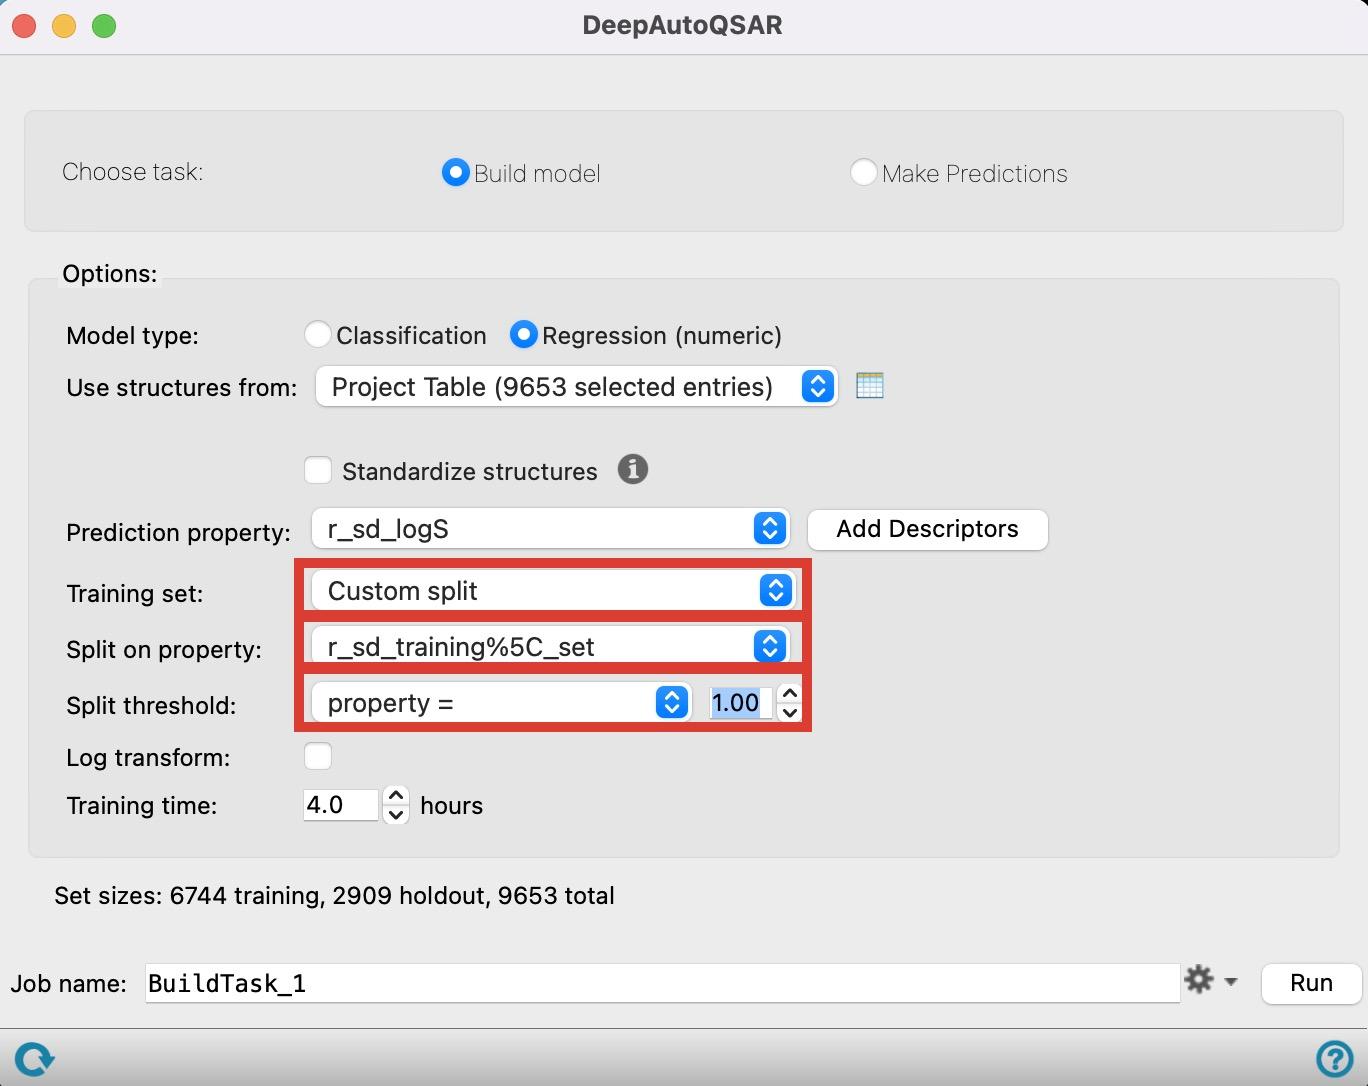 DeepAutoQSAR
Choose task: Build model Make Predictions
Options:
Model type: Classification Regression (numeric)
Use structures from: Project Table (9653 selected entries)
Standardize structures
Prediction property: r_sd_logS Add Descriptors
Training set: Custom split
Split on property: r_sd_training%5C_set
Split threshold: property = 1.00
Log transform:
Training time: 4.0 hours
Set sizes: 6744 training, 2909 holdout, 9653 total
Job name: BuildTask_1 Run